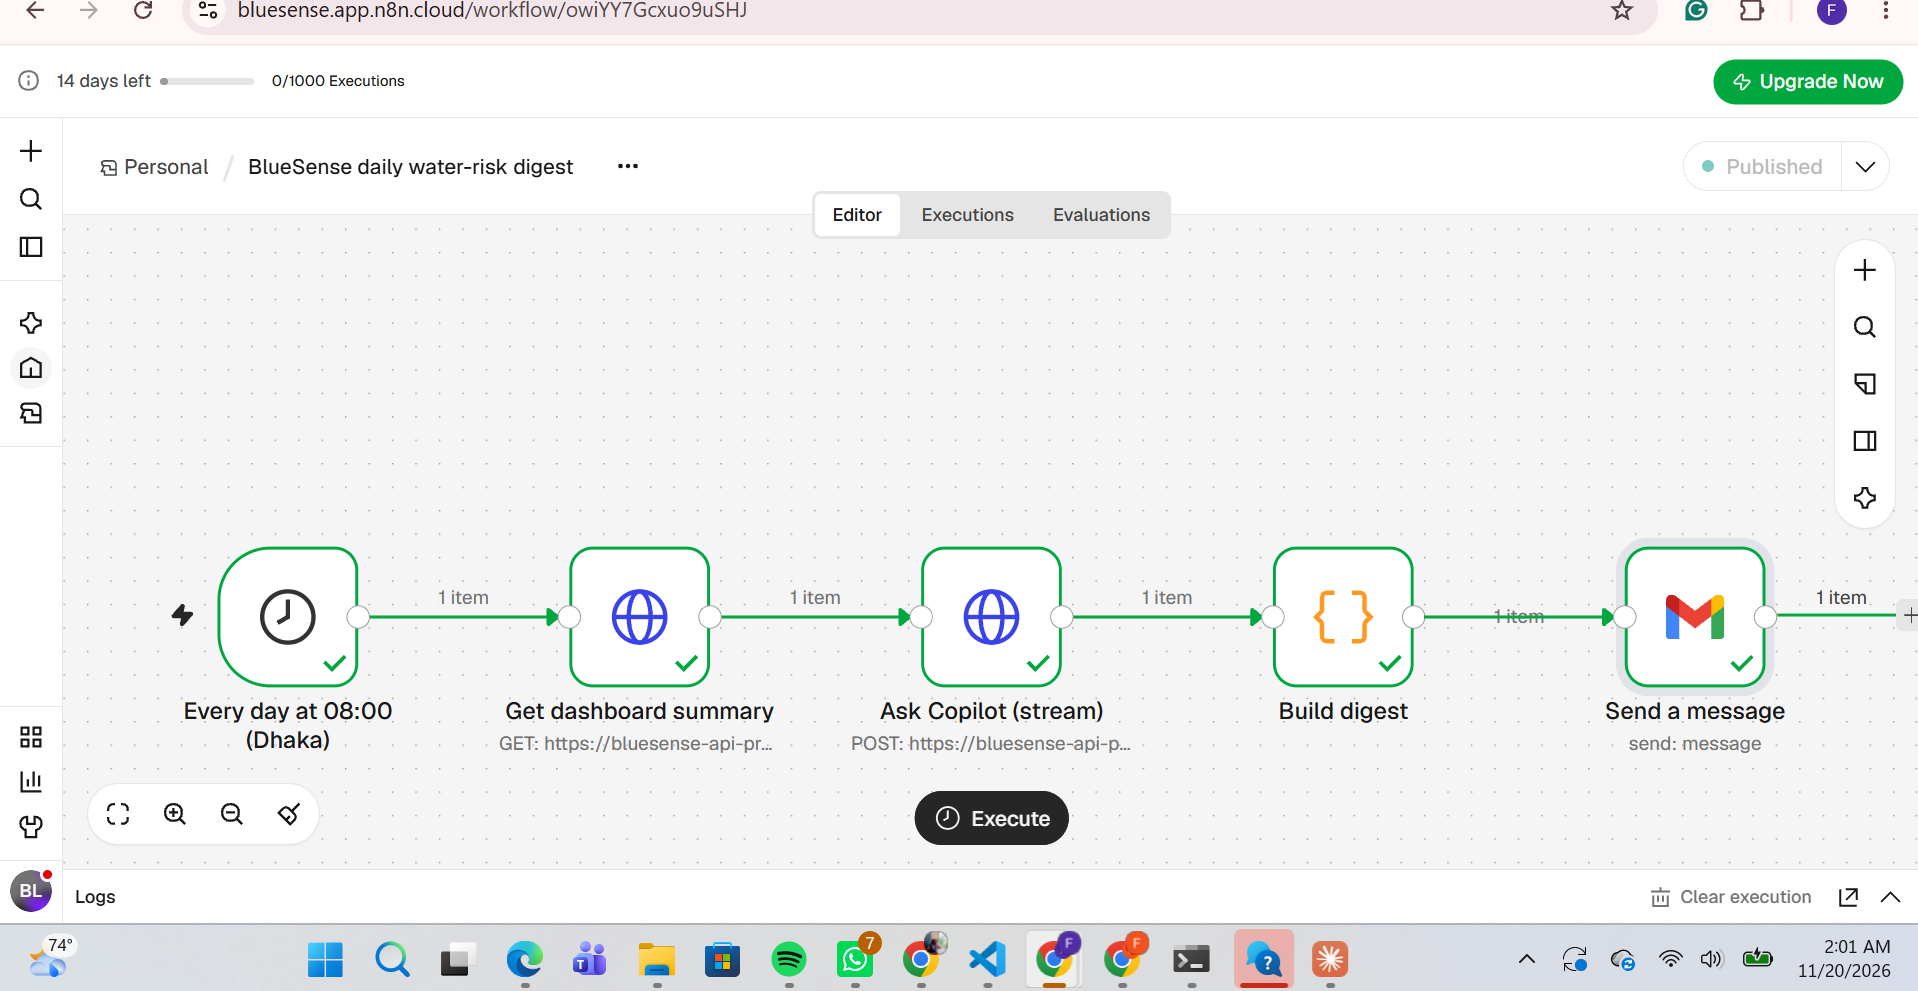 bluesense.app.n8n.cloud/workflow/owiYY7Gcxuo9uSHJ
F
14 days left
0/1000 Executions
Upgrade Now
Personal / BlueSense daily water-risk digest
Published
Editor
Executions
Evaluations
1 item
1 item
1 item
1 item
1 item
Every day at 08:00
(Dhaka)
Get dashboard summary
GET: https://bluesense-api-pr...
Ask Copilot (stream)
POST: https://bluesense-api-p...
Build digest
Send a message
send: message
Execute
BL
Logs
Clear execution
74°
7
F
F
2:01 AM
11/20/2026